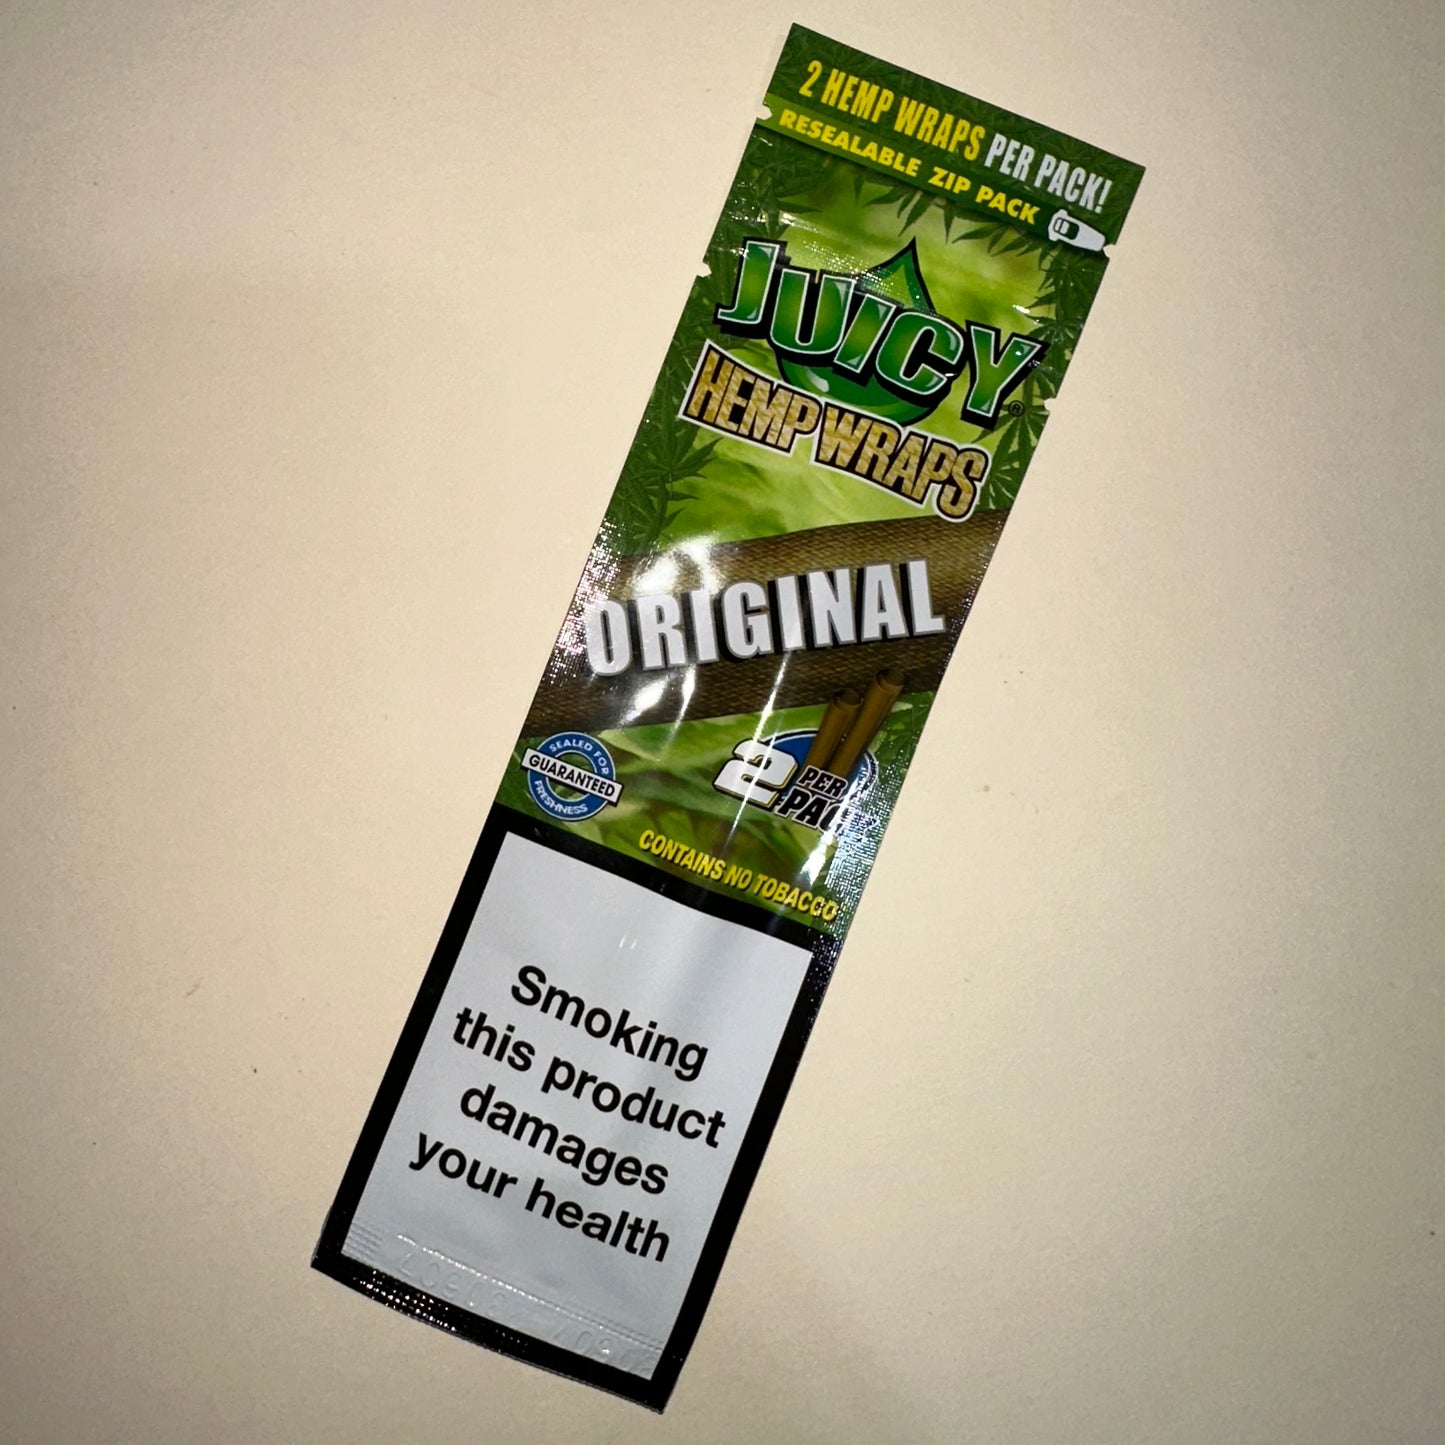 2 HEMP WRAPS PER PACK!
RESEALABLE ZIP PACK
JUICY®
HEMP WRAPS
ORIGINAL
SEALED FOR
GUARANTEED
FRESHNESS
2 PER
PACK
CONTAINS NO TOBACCO
Smoking
this product
damages
your health